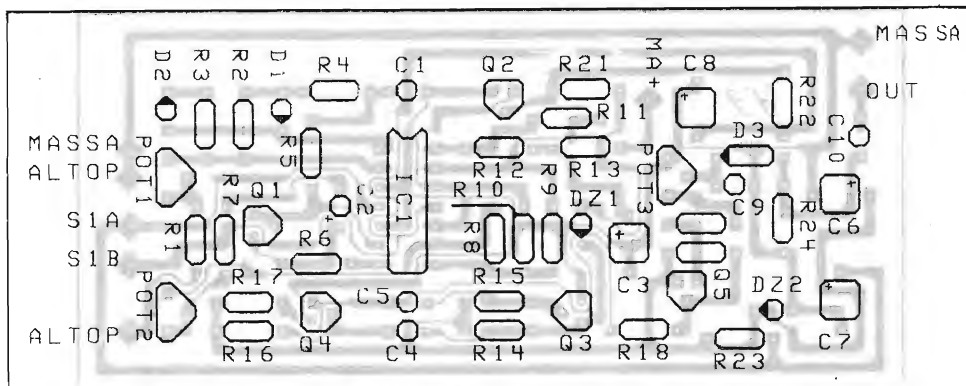 MASSA
OUT
D2
R3
R2
D1
R4
C1
Q2
R21
MA+
C8
R22
R11
D3
C10
MASSA
ALTOP
POT1
R5
IC1
R12
R13
POT3
R7
Q1
C2
+
R10
R9
DZ1
C9
R24
C6
S1A
S1B
R1
R6
R8
+
C3
Q5
DZ2
R17
C5
R15
+
POT2
ALTOP
R16
Q4
C4
R14
Q3
R18
R23
C7